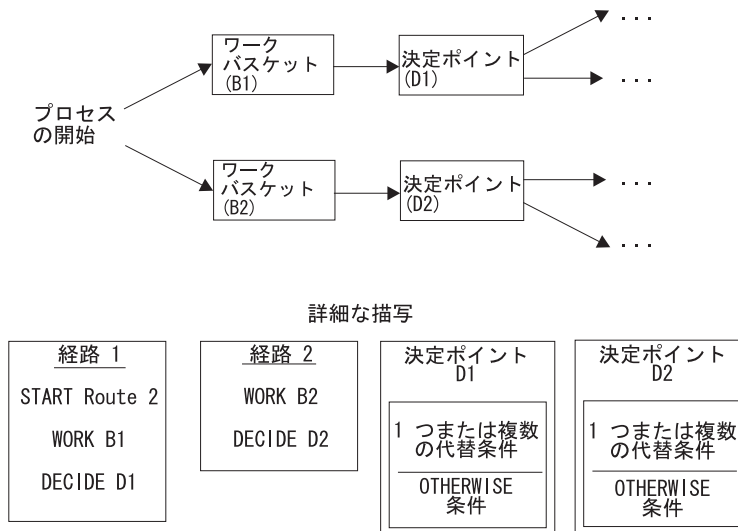 ワーク
バスケット
(B1)
決定ポイント
(D1)
...
...
プロセス
の開始
ワーク
バスケット
(B2)
決定ポイント
(D2)
...
...
詳細な描写
経路 1
START Route 2
WORK B1
DECIDE D1
経路 2
WORK B2
DECIDE D2
決定ポイント
D1
1 つまたは複数
の代替条件
OTHERWISE
条件
決定ポイント
D2
1 つまたは複数
の代替条件
OTHERWISE
条件